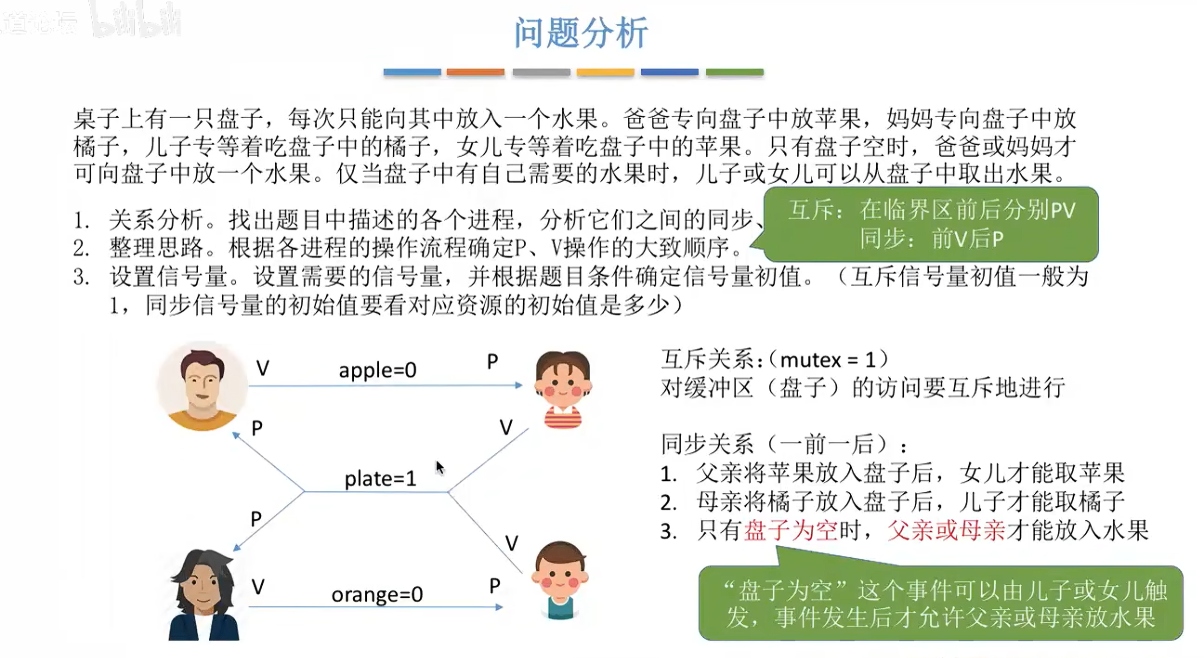 bilibili
问题分析
桌子上有一只盘子，每次只能向其中放入一个水果。爸爸专向盘子中放苹果，妈妈专向盘子中放
橘子，儿子专等着吃盘子中的橘子，女儿专等着吃盘子中的苹果。只有盘子空时，爸爸或妈妈才
可向盘子中放一个水果。仅当盘子中有自己需要的水果时，儿子或女儿可以从盘子中取出水果。
1. 关系分析。找出题目中描述的各个进程，分析它们之间的同步、
2. 整理思路。根据各进程的操作流程确定P、V操作的大致顺序。
3. 设置信号量。设置需要的信号量，并根据题目条件确定信号量初值。（互斥信号量初值一般为
1，同步信号量的初始值要看对应资源的初始值是多少）
互斥：在临界区前后分别PV
同步：前V后P
V apple=0 P
P V
plate=1
P V
V orange=0 P
互斥关系：（mutex = 1）
对缓冲区（盘子）的访问要互斥地进行
同步关系（一前一后）：
1. 父亲将苹果放入盘子后，女儿才能取苹果
2. 母亲将橘子放入盘子后，儿子才能取橘子
3. 只有盘子为空时，父亲或母亲才能放入水果
“盘子为空”这个事件可以由儿子或女儿触
发，事件发生后才允许父亲或母亲放水果